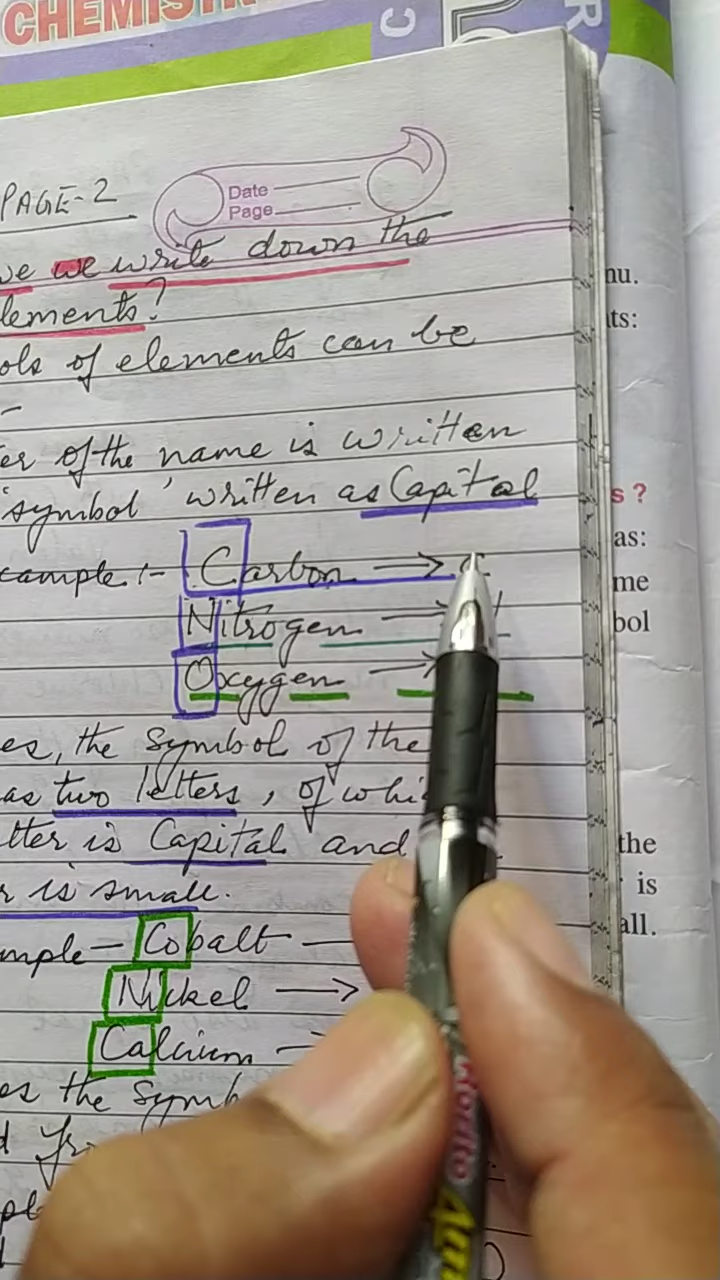 CHEMISTR
R
C
PAGE-2
Date
Page
we we write down the
lements?
ols of elements can be
er of the name is written
symbol' written as Capital
xample :- Carbon → C
Nitrogen →
Oxygen →
es, the symbol of the
as two letters, of whi
tter is Capital and
r is small.
mple - Cobalt —
Nickel →
Calcium -
es the symb
nu.
ts:
s ?
as:
me
bol
the
is
all.